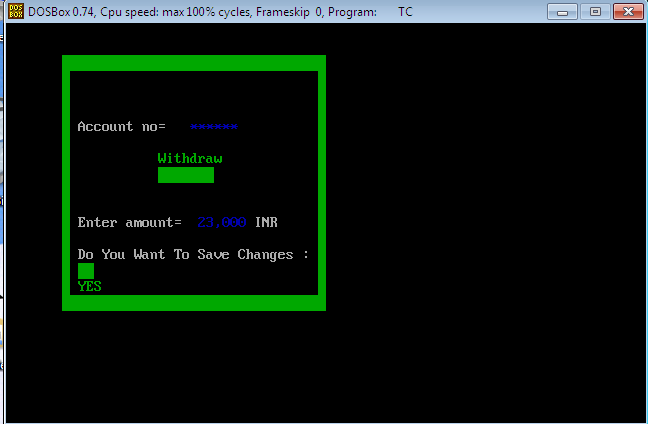 DOSBox 0.74, Cpu speed: max 100% cycles, Frameskip 0, Program: TC
Account no= ******
Withdraw
Enter amount= 23,000 INR
Do You Want To Save Changes :
YES